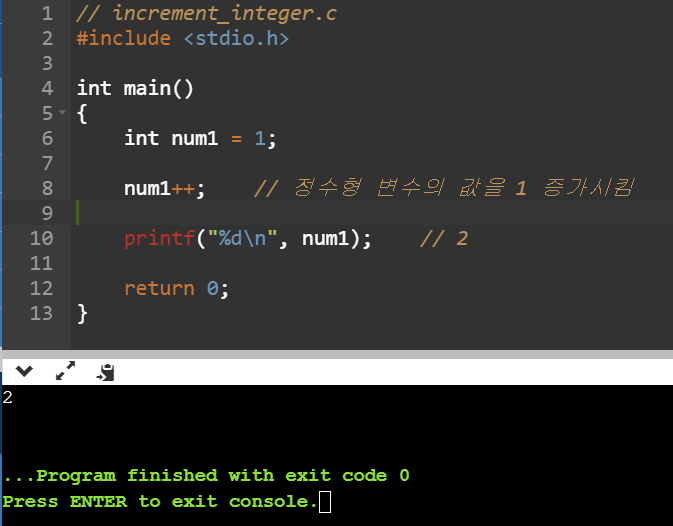 1 // increment_integer.c
2 #include <stdio.h>
3
4 int main()
5 {
6 int num1 = 1;
7
8 num1++; // 정수형 변수의 값을 1 증가시킴
9
10 printf("%d\n", num1); // 2
11
12 return 0;
13 }
2
...Program finished with exit code 0
Press ENTER to exit console.